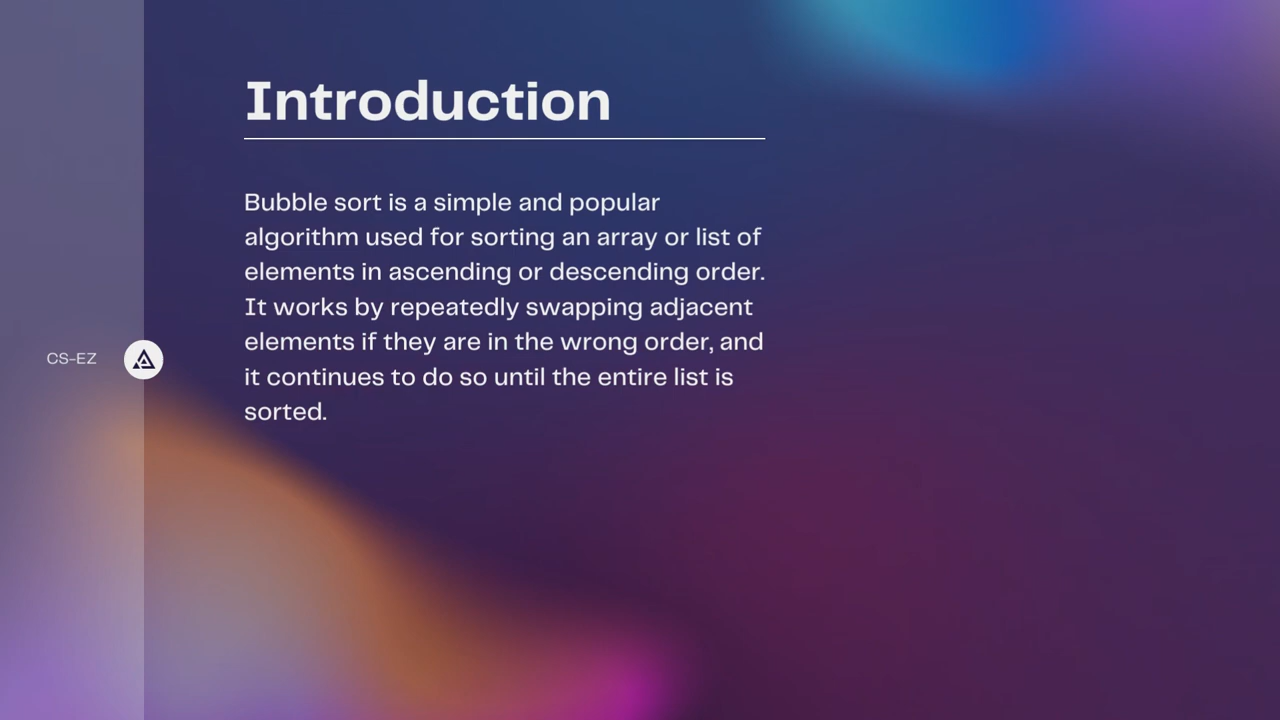 Introduction
Bubble sort is a simple and popular
algorithm used for sorting an array or list of
elements in ascending or descending order.
It works by repeatedly swapping adjacent
elements if they are in the wrong order, and
it continues to do so until the entire list is
sorted.
CS-EZ